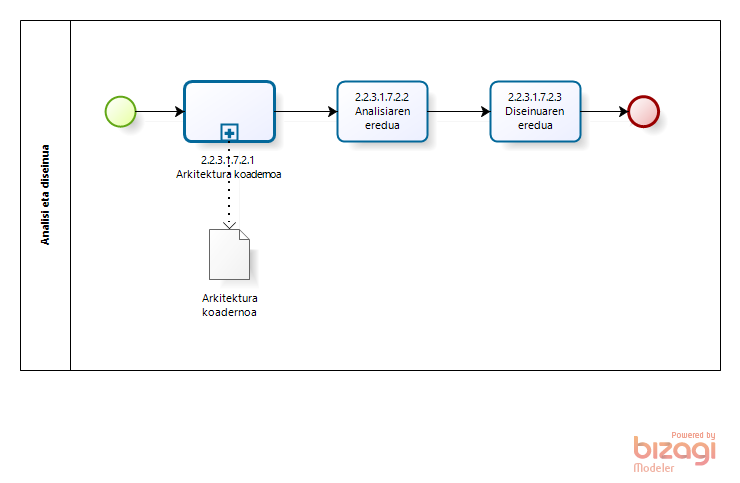 Analisi eta diseinua
2.2.3.1.7.2.1
Arkitektura koadernoa
2.2.3.1.7.2.2
Analisiaren
eredua
2.2.3.1.7.2.3
Diseinuaren
eredua
Arkitektura
koadernoa
Powered by
bizagi
Modeler